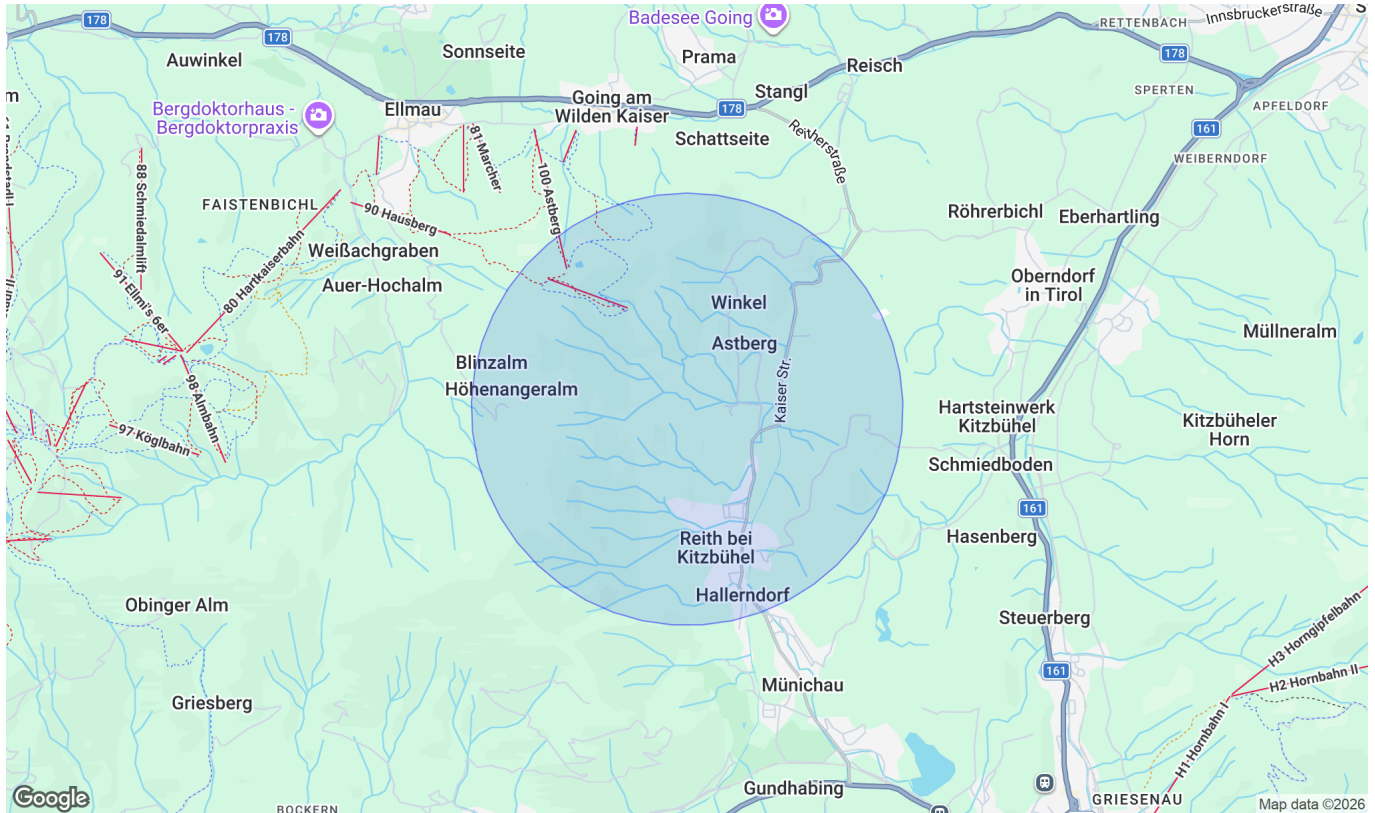 178
178
Auwinkel
Sonnseite
Badesee Going
Prama
Reisch
RETTENBACH
Innsbruckerstraße
S
178
SPERTEN
APFELDORF
m
Bergdoktorhaus -
Bergdoktorpraxis
Ellmau
Going am
Wilden Kaiser
178
Stangl
Schattseite
Reitherstraße
161
WEIBERNDORF
88 Schmiedalmlift
81 Marcher
100 Astberg
FAISTENBICHL
90 Hausberg
Röhrerbichl
Eberhartling
Weißachgraben
Auer-Hochalm
80 Hartkaiserbahn
91 Ellmi's 6er
Oberndorf
in Tirol
Winkel
Astberg
Müllneralm
Blinzalm
Höhenangeralm
Kaiser Str.
98 Almbahn
97 Köglbahn
Hartsteinwerk
Kitzbühel
Kitzbüheler
Horn
Schmiedboden
161
Reith bei
Kitzbühel
Hasenberg
Hallerndorf
Obinger Alm
Steuerberg
H3 Horngipfelbahn
161
H2 Hornbahn II
Münichau
Griesberg
H1 Hornbahn I
Gundhabing
GRIESENAU
BOCKERN
Google
Map data ©2026